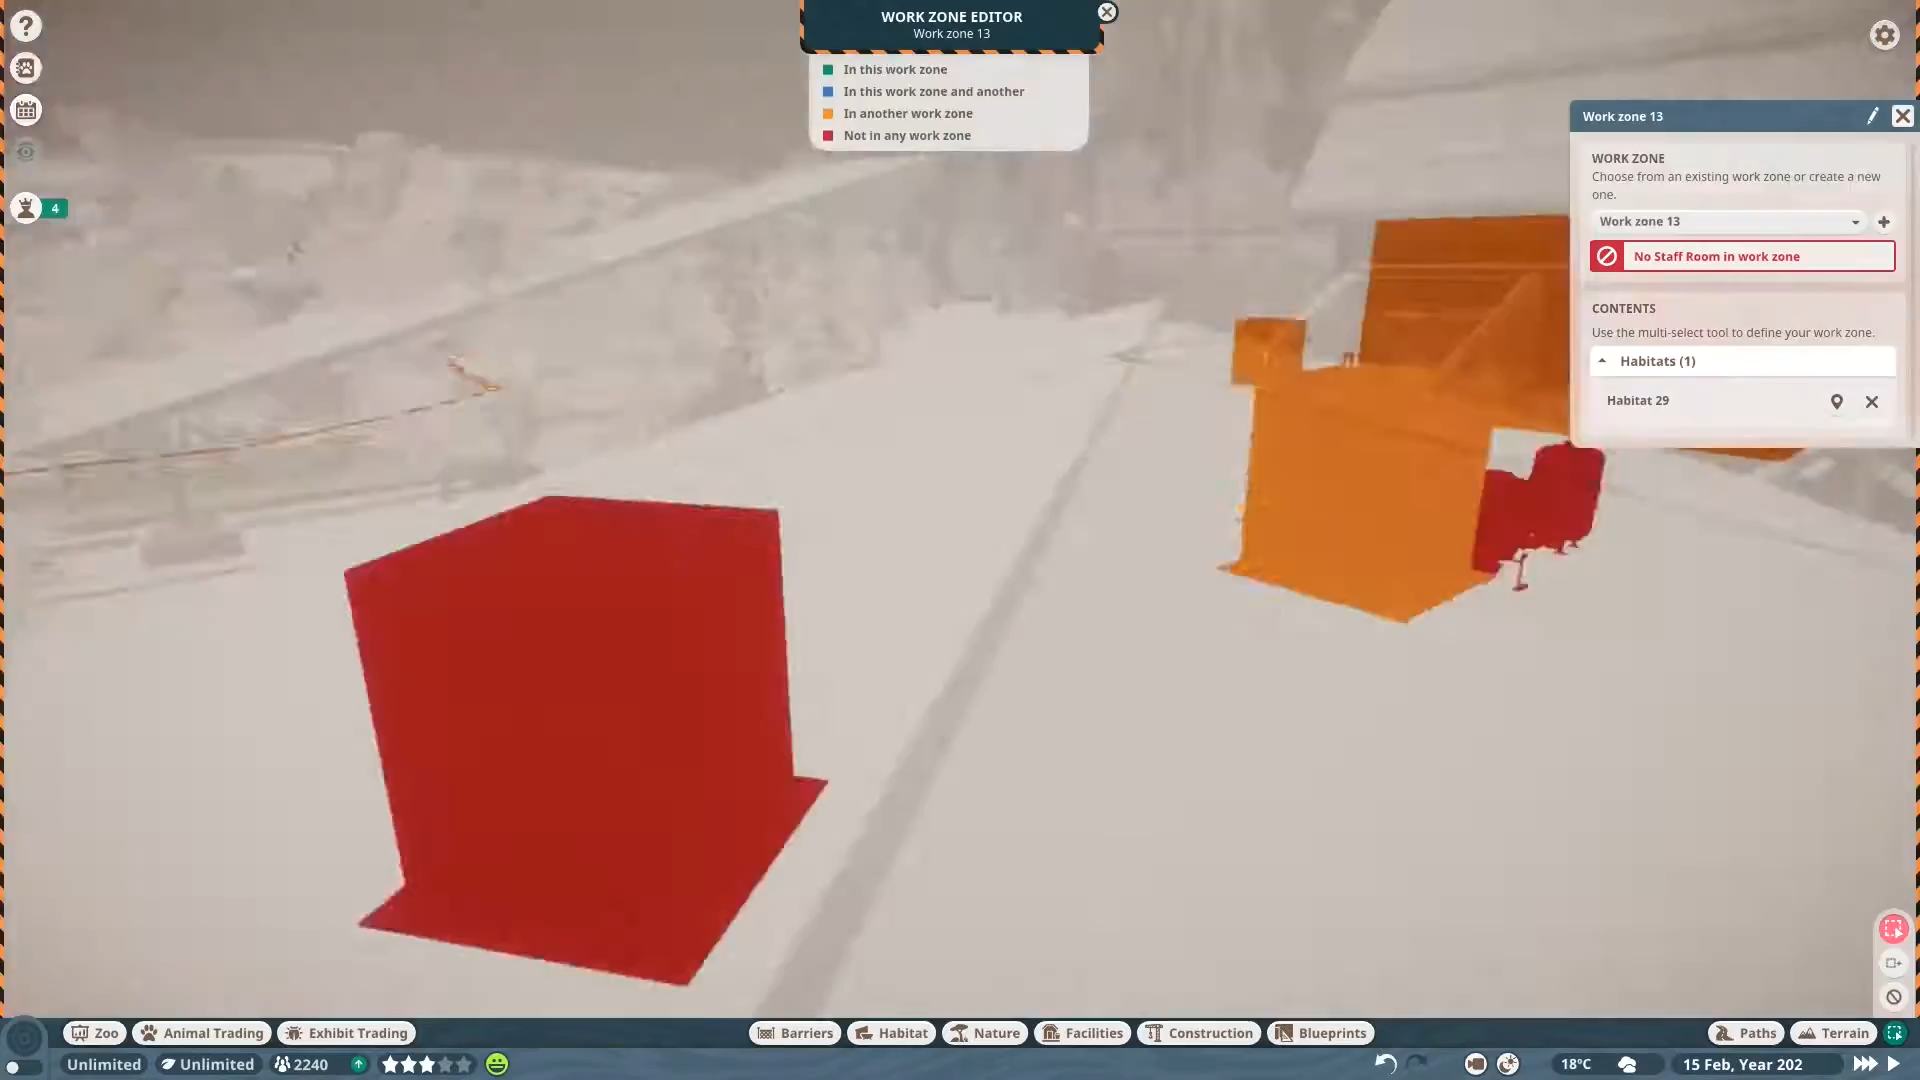 WORK ZONE EDITOR
Work zone 13
In this work zone
In this work zone and another
In another work zone
Not in any work zone
?
4
Work zone 13
WORK ZONE
Choose from an existing work zone or create a new
one.
Work zone 13
No Staff Room in work zone
CONTENTS
Use the multi-select tool to define your work zone.
Habitats (1)
Habitat 29
Zoo
Animal Trading
Exhibit Trading
Barriers
Habitat
Nature
Facilities
Construction
Blueprints
Paths
Terrain
Unlimited
Unlimited
2240
18°C
15 Feb, Year 202